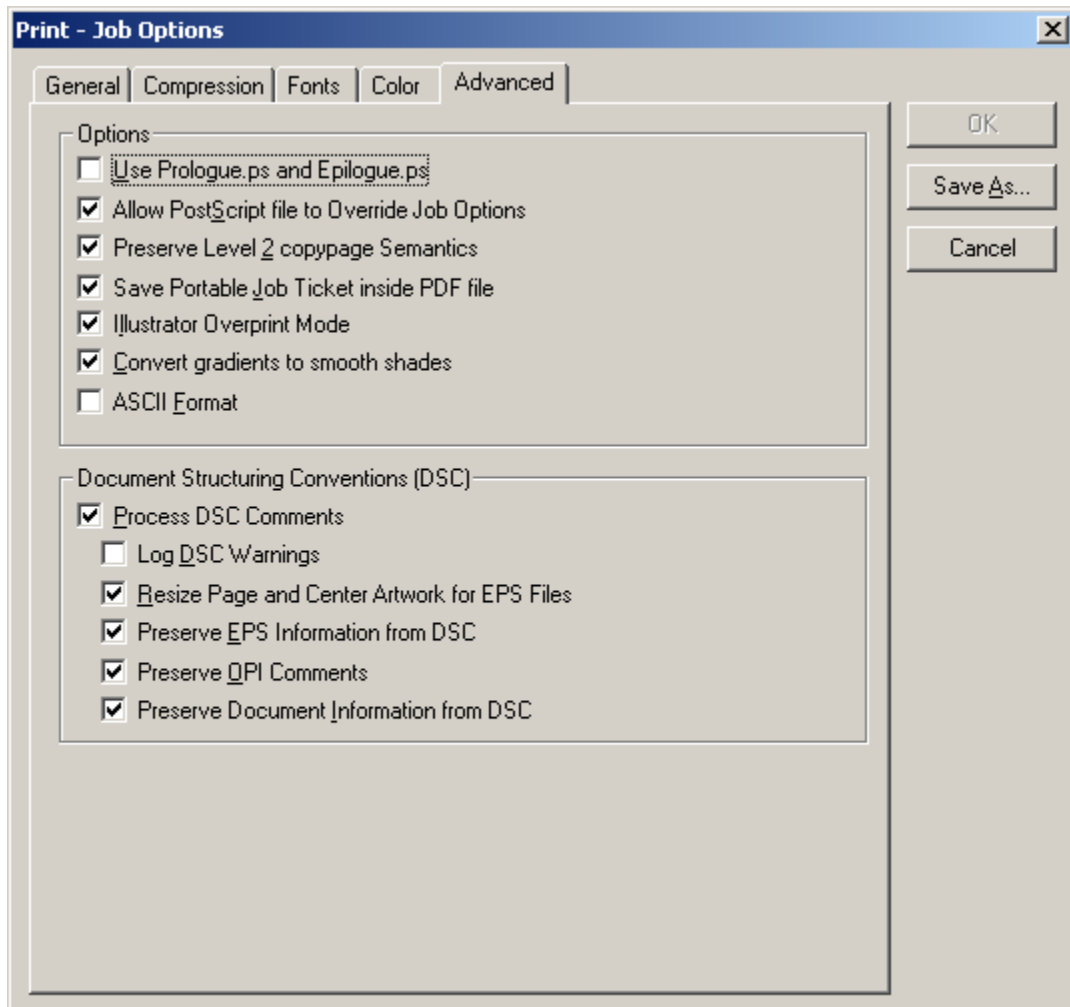 Print - Job Options
General Compression Fonts Color Advanced
Options
Use Prologue.ps and Epilogue.ps
Allow PostScript file to Override Job Options
Preserve Level 2 copypage Semantics
Save Portable Job Ticket inside PDF file
Illustrator Overprint Mode
Convert gradients to smooth shades
ASCII Format
Document Structuring Conventions (DSC)
Process DSC Comments
Log DSC Warnings
Resize Page and Center Artwork for EPS Files
Preserve EPS Information from DSC
Preserve OPI Comments
Preserve Document Information from DSC
OK
Save As...
Cancel